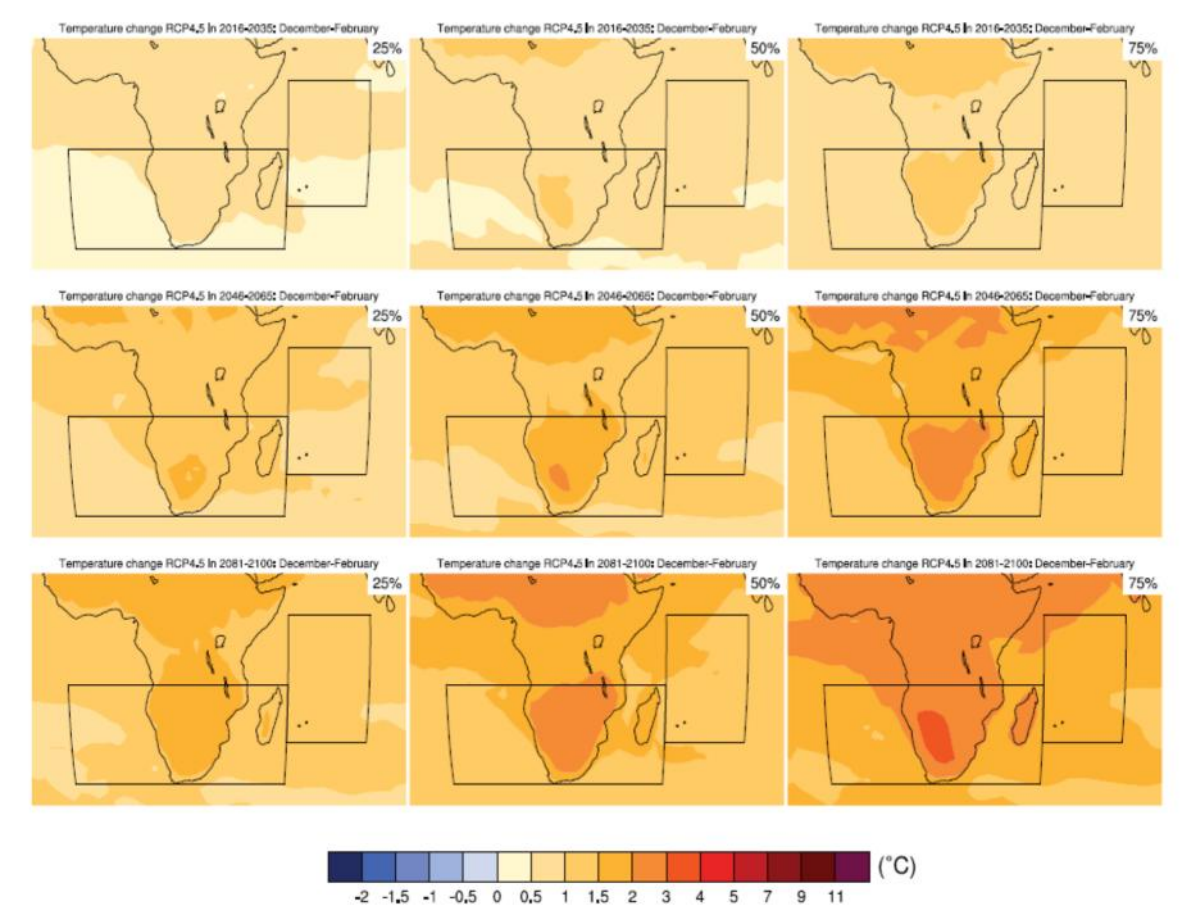 Temperature change RCP4.5 in 2016-2035: December-February
25%
Temperature change RCP4.5 in 2016-2035: December-February
50%
Temperature change RCP4.5 in 2016-2035: December-February
75%
Temperature change RCP4.5 in 2046-2065: December-February
25%
Temperature change RCP4.5 in 2046-2065: December-February
50%
Temperature change RCP4.5 in 2046-2065: December-February
75%
Temperature change RCP4.5 in 2081-2100: December-February
25%
Temperature change RCP4.5 in 2081-2100: December-February
50%
Temperature change RCP4.5 in 2081-2100: December-February
75%
(°C)
-2 -1.5 -1 -0.5 0 0.5 1 1.5 2 3 4 5 7 9 11